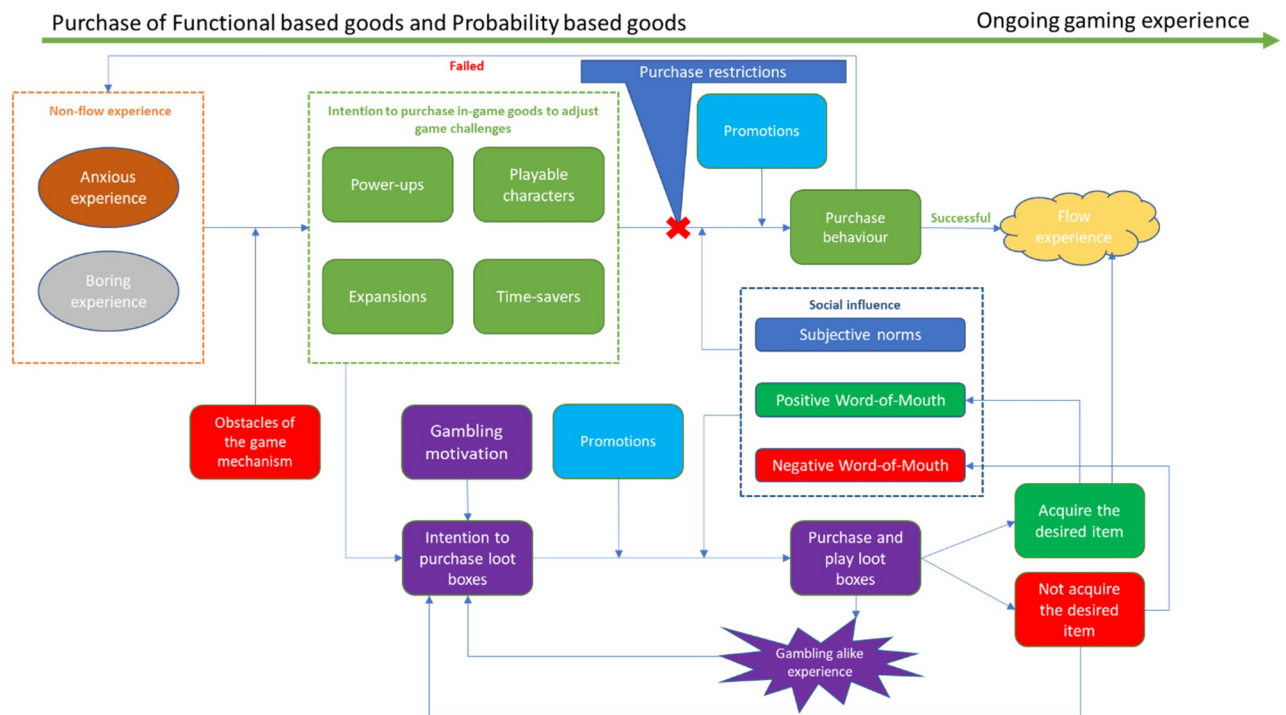 Purchase of Functional based goods and Probability based goods
Ongoing gaming experience
Failed
Purchase restrictions
Non-flow experience
Intention to purchase in-game goods to adjust
game challenges
Promotions
Anxious
experience
Power-ups
Playable
characters
Purchase
behaviour
Successful
Flow
experience
Boring
experience
Expansions
Time-savers
Social influence
Subjective norms
Positive Word-of-Mouth
Negative Word-of-Mouth
Obstacles of
the game
mechanism
Gambling
motivation
Promotions
Intention to
purchase loot
boxes
Purchase and
play loot
boxes
Acquire the
desired item
Not acquire
the desired
item
Gambling alike
experience